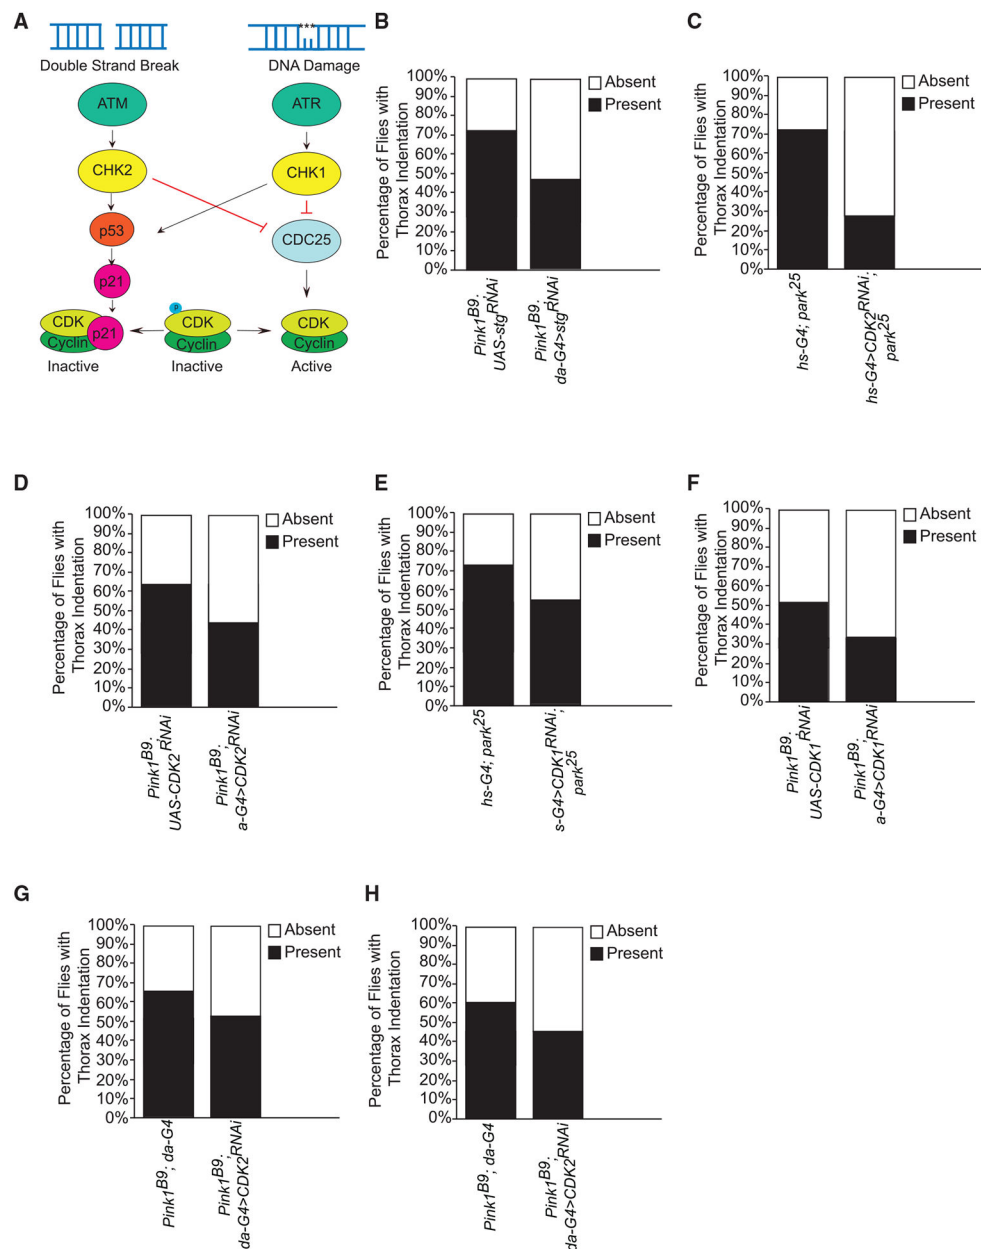 A
Double Strand Break
DNA Damage
***
ATM
ATR
CHK2
CHK1
p53
CDC25
p21
P
CDK
p21
Cyclin
CDK
Cyclin
CDK
Cyclin
Inactive
Inactive
Active
B
Percentage of Flies with
Thorax Indentation
100%
90%
80%
70%
60%
50%
40%
30%
20%
10%
0%
Absent
Present
Pink1B9;
UAS-stgRNAi
Pink1B9;
da-G4>stgRNAi
C
Percentage of Flies with
Thorax Indentation
100%
90%
80%
70%
60%
50%
40%
30%
20%
10%
0%
Absent
Present
hs-G4; park25
hs-G4>CDK2RNAi;
park25
D
Percentage of Flies with
Thorax Indentation
100%
90%
80%
70%
60%
50%
40%
30%
20%
10%
0%
Absent
Present
Pink1B9;
UAS-CDK2RNAi
Pink1B9;
a-G4>CDK2RNAi
E
Percentage of Flies with
Thorax Indentation
100%
90%
80%
70%
60%
50%
40%
30%
20%
10%
0%
Absent
Present
hs-G4; park25
s-G4>CDK1RNAi;
park25
F
Percentage of Flies with
Thorax Indentation
100%
90%
80%
70%
60%
50%
40%
30%
20%
10%
0%
Absent
Present
Pink1B9;
UAS-CDK1RNAi
Pink1B9;
a-G4>CDK1RNAi
G
Percentage of Flies with
Thorax Indentation
100%
90%
80%
70%
60%
50%
40%
30%
20%
10%
0%
Absent
Present
Pink1B9; da-G4
Pink1B9;
da-G4>CDK2RNAi
H
Percentage of Flies with
Thorax Indentation
100%
90%
80%
70%
60%
50%
40%
30%
20%
10%
0%
Absent
Present
Pink1B9; da-G4
Pink1B9;
da-G4>CDK2RNAi